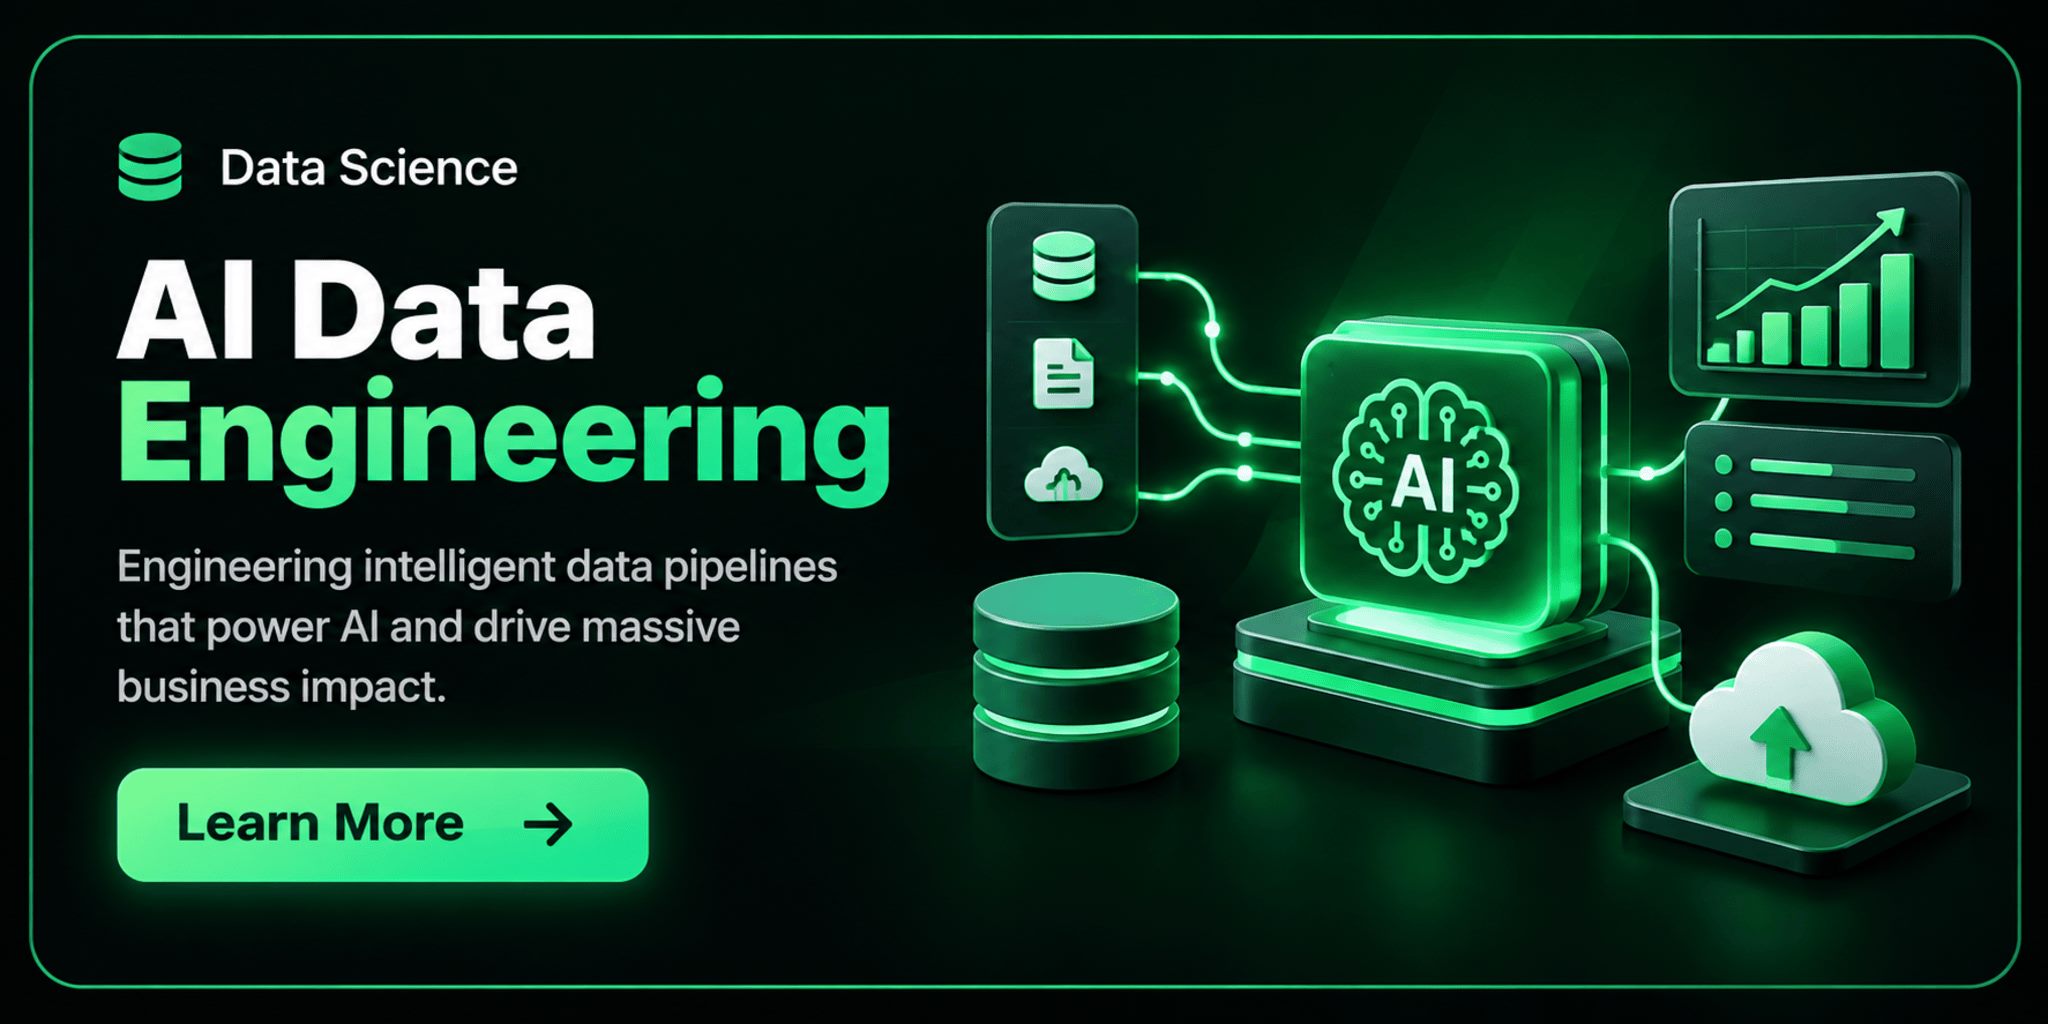 Data Science
AI Data
Engineering
Engineering intelligent data pipelines
that power AI and drive massive
business impact.
Learn More
AI